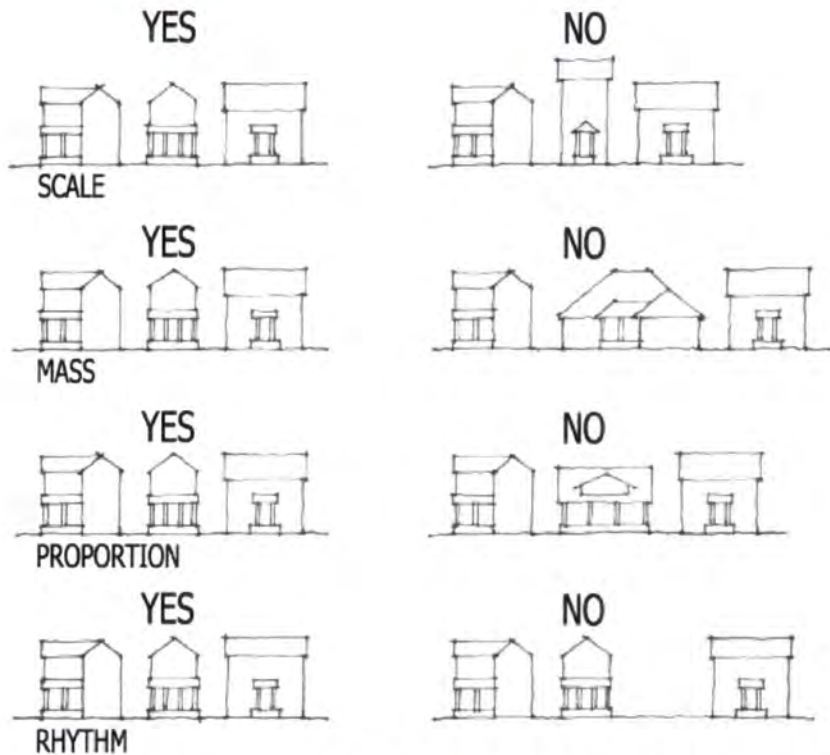 YES NO
SCALE
YES NO
MASS
YES NO
PROPORTION
YES NO
RHYTHM